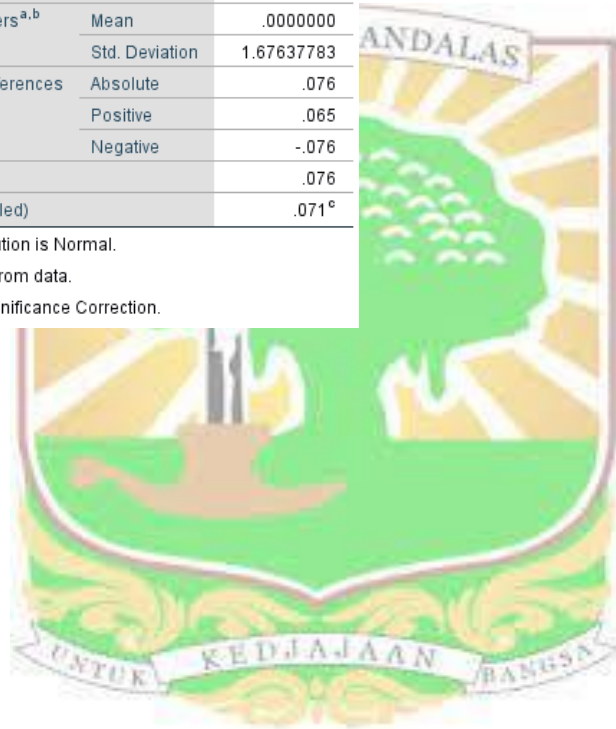 ers a,b Mean .0000000
Std. Deviation 1.67637783
erences Absolute .076
Positive .065
Negative -.076
.076
led) .071 c
ution is Normal.
rom data.
nificance Correction.
ANDALAS
UNTUK KEDJAJAAN BANGSA